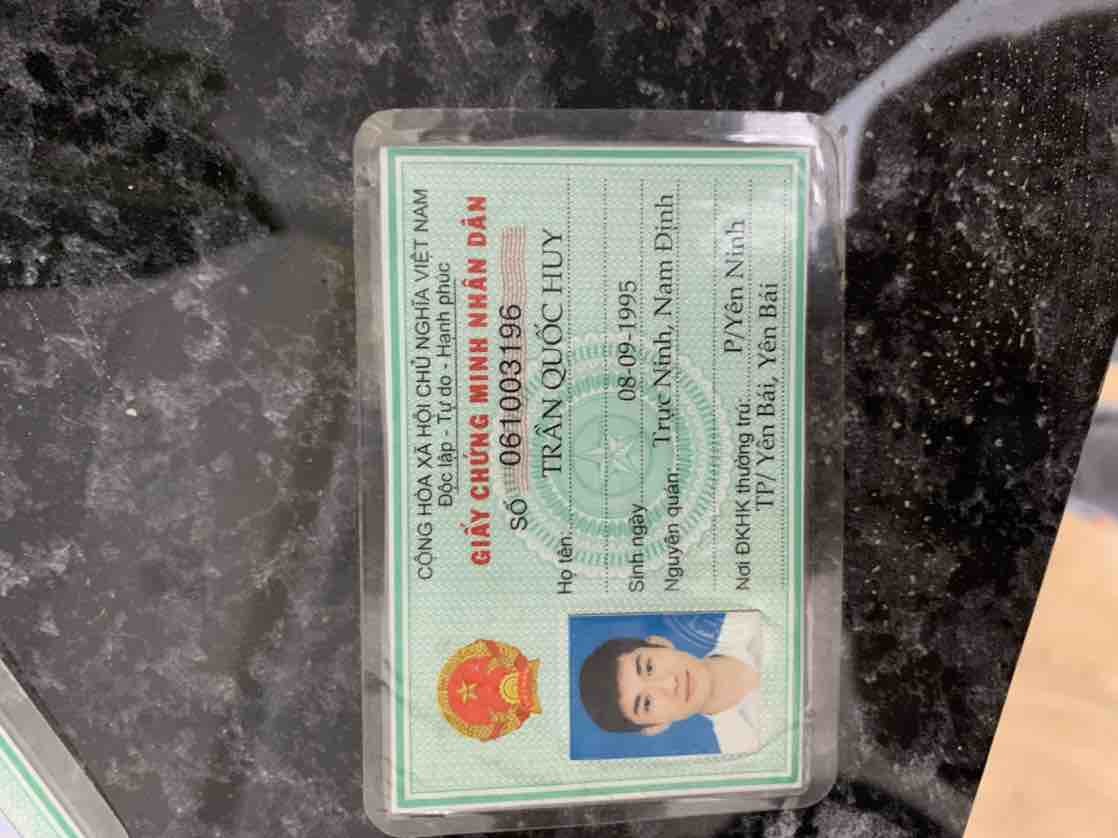 CỘNG HÒA XÃ HỘI CHỦ NGHĨA VIỆT NAM
Độc lập - Tự do - Hạnh phúc
GIẤY CHỨNG MINH NHÂN DÂN
SỐ 061003196
Họ tên: TRẦN QUỐC HUY
Sinh ngày 08-09-1995
Nguyên quán: Trực Ninh, Nam Định
Nơi ĐKHK thường trú: P/Yên Ninh
TP/ Yên Bái, Yên Bái